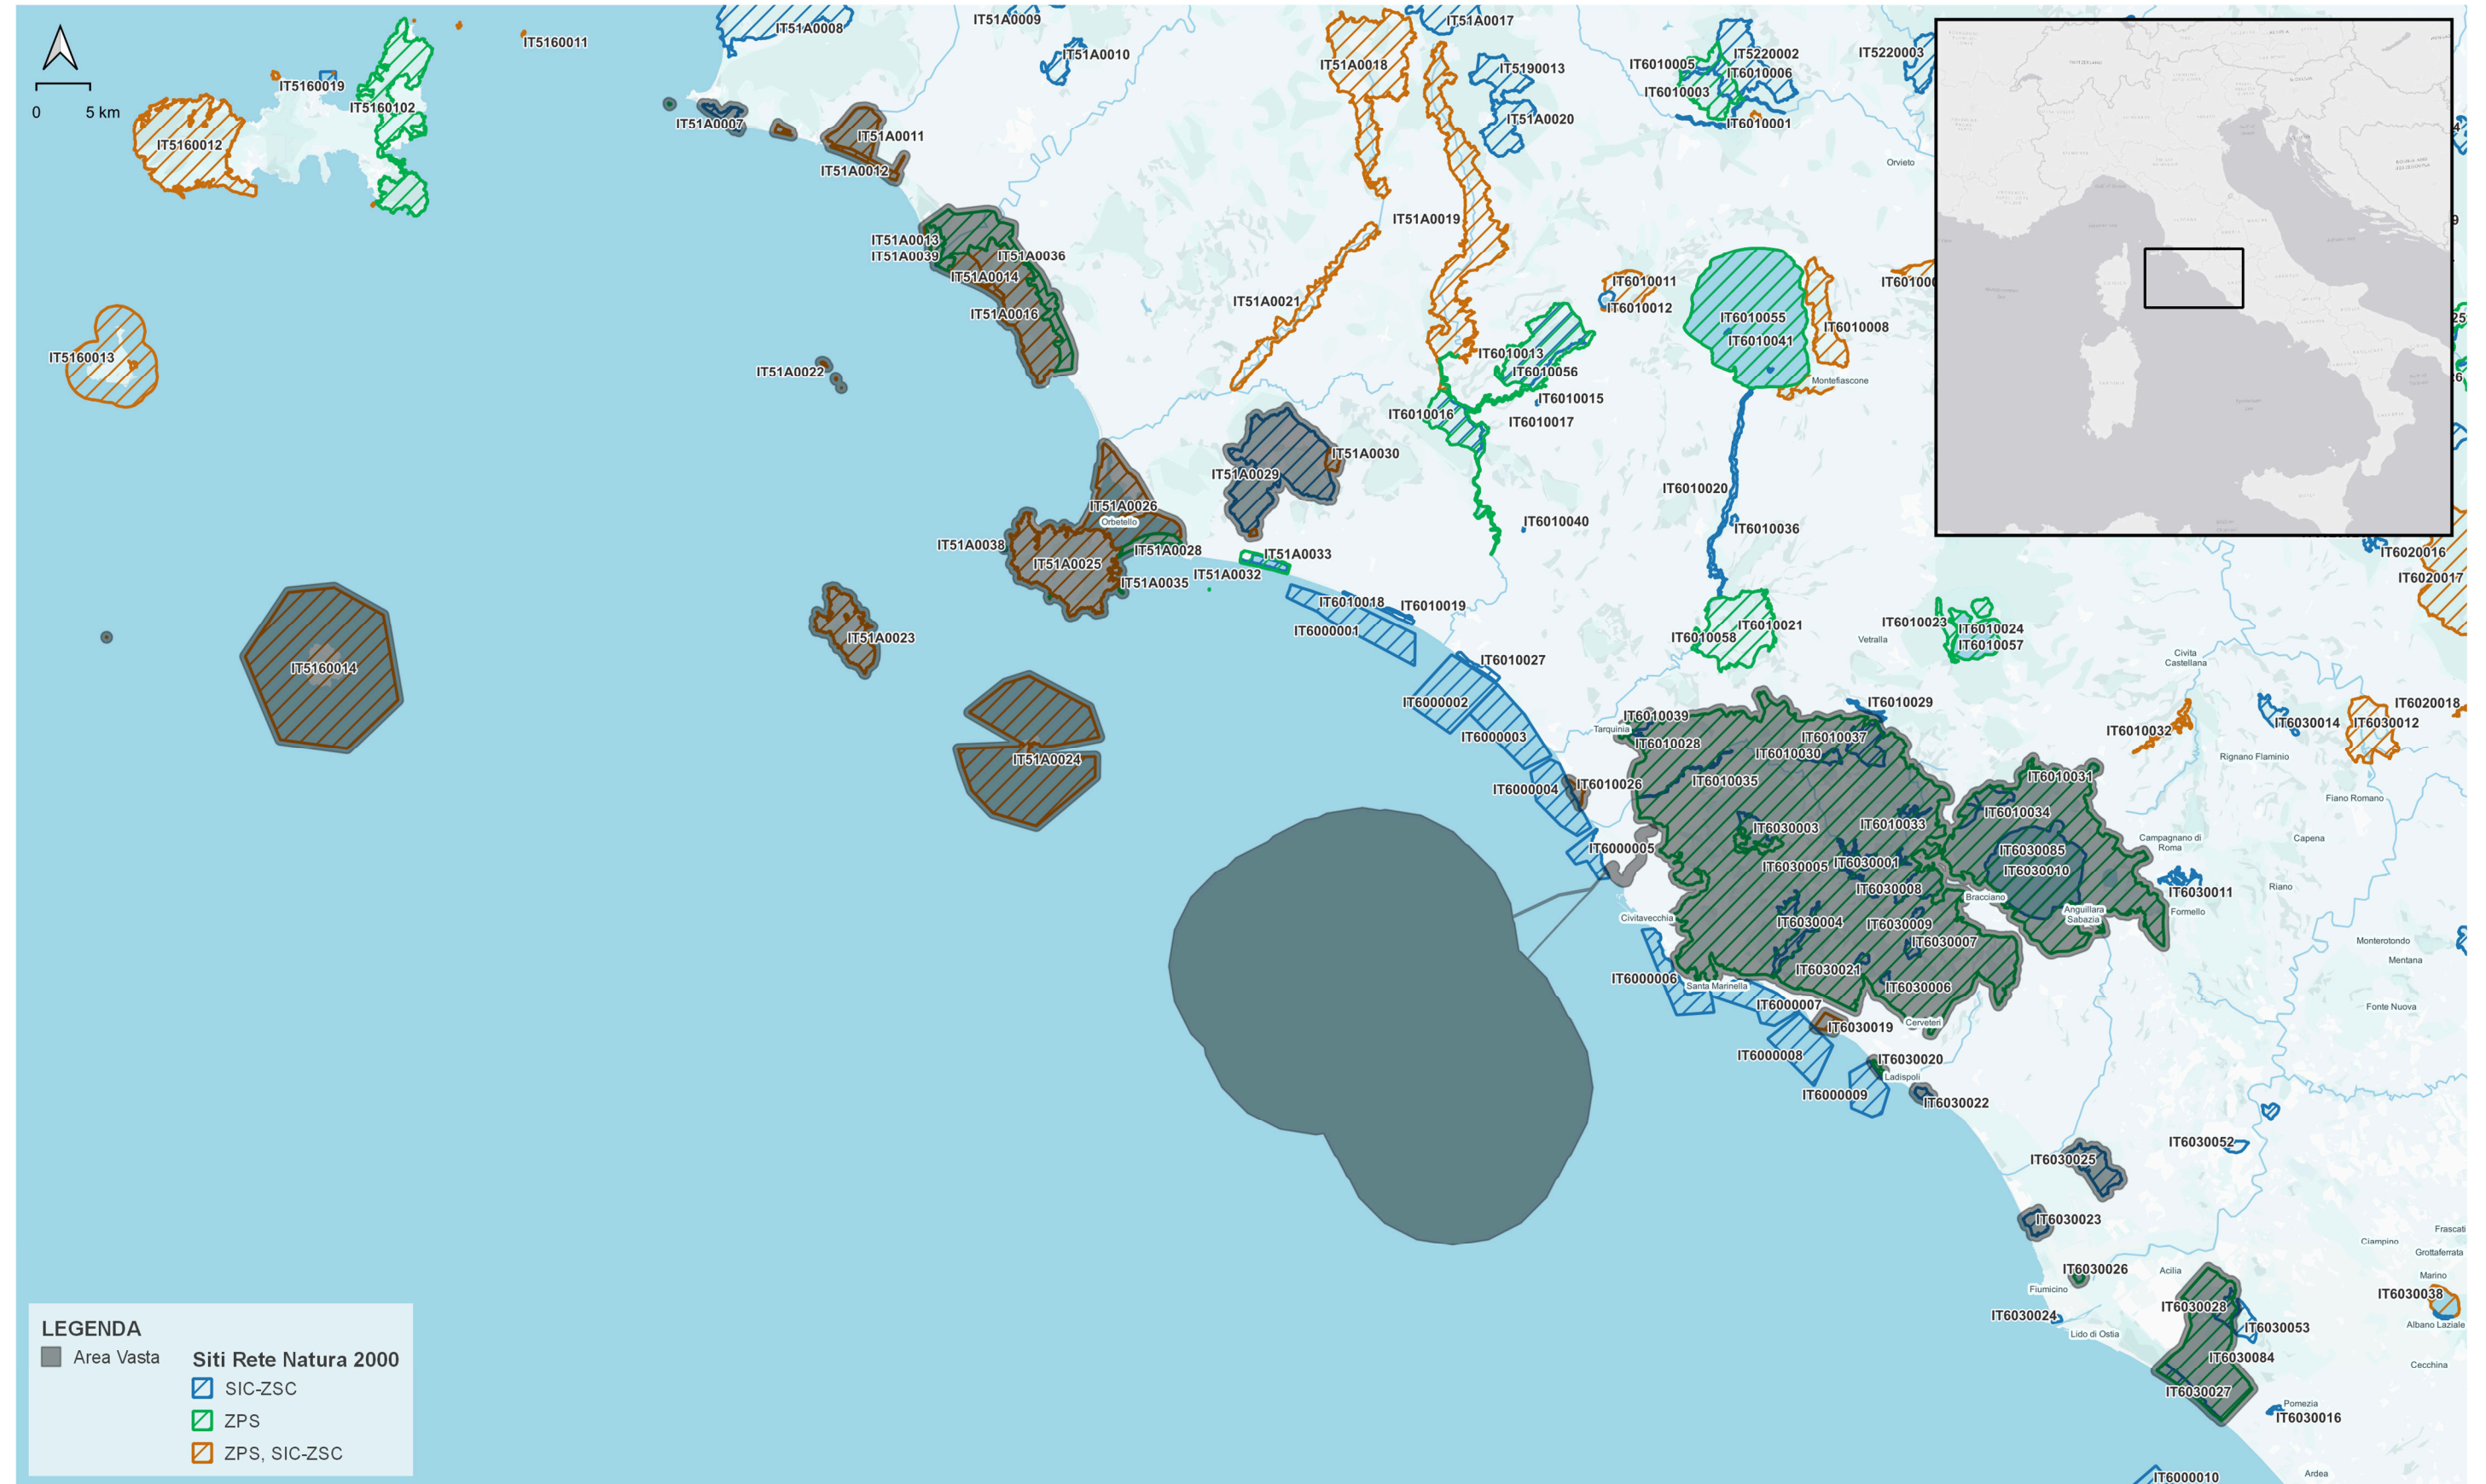 IT51A0008
IT51A0009
IT51A0017
IT5160011
IT51A0010
IT5220002
IT5220003
IT51A0018
IT6010005
IT5190013
IT6010006
IT5160019
IT6010003
IT5160102
0 5 km
IT51A0007
IT51A0020
IT6010001
IT51A0011
IT5160012
Orvieto
IT51A0012
IT51A0019
IT51A0013
IT51A0039
IT51A0036
IT51A0014
IT6010011
IT51A0021
IT6010012
IT51A0016
IT6010055
IT6010008
IT6010041
IT5160013
IT6010013
IT51A0022
IT6010056
Montefiascone
IT6010015
IT6010016
IT6010017
IT51A0030
IT51A0029
IT6010020
IT51A0026
Orbetello
IT6010040
IT6010036
IT51A0038
IT51A0028
IT51A0033
IT6020016
IT51A0025
IT51A0032
IT6020017
IT51A0035
IT6010018
IT6010019
IT6000001
IT6010023
IT6010024
IT6010021
IT51A0023
IT6010058
Vetralla
IT6010057
Civita
Castellana
IT5160014
IT6010027
IT6000002
IT6010029
IT6020018
IT6010039
IT6030014
IT6030012
Tarquinia
IT6010032
IT6000003
IT6010028
IT6010037
IT6010030
IT51A0024
Rignano Flaminio
IT6010031
IT6010035
IT6000004
IT6010026
Fiano Romano
IT6010034
IT6010033
IT6030003
Campagnano di
Roma
Capena
IT6000005
IT6030085
IT6030001
IT6030005
IT6030010
IT6030008
Riano
IT6030011
Bracciano
Anguillara
Sabazia
Formello
Civitavecchia
IT6030004
IT6030009
IT6030007
Monterotondo
Mentana
IT6030021
IT6000006
Santa Marinella
IT6030006
IT6000007
Fonte Nuova
Cerveteri
IT6030019
IT6000008
IT6030020
Ladispoli
IT6000009
IT6030022
IT6030052
IT6030025
IT6030023
Frascati
Ciampino
Grottaferrata
IT6030026
Acilia
Marino
Fiumicino
IT6030038
IT6030028
IT6030024
Albano Laziale
IT6030053
Lido di Ostia
IT6030084
Cecchina
IT6030027
Pomezia
IT6030016
Ardea
IT6000010
LEGENDA
Area Vasta
Siti Rete Natura 2000
SIC-ZSC
ZPS
ZPS, SIC-ZSC